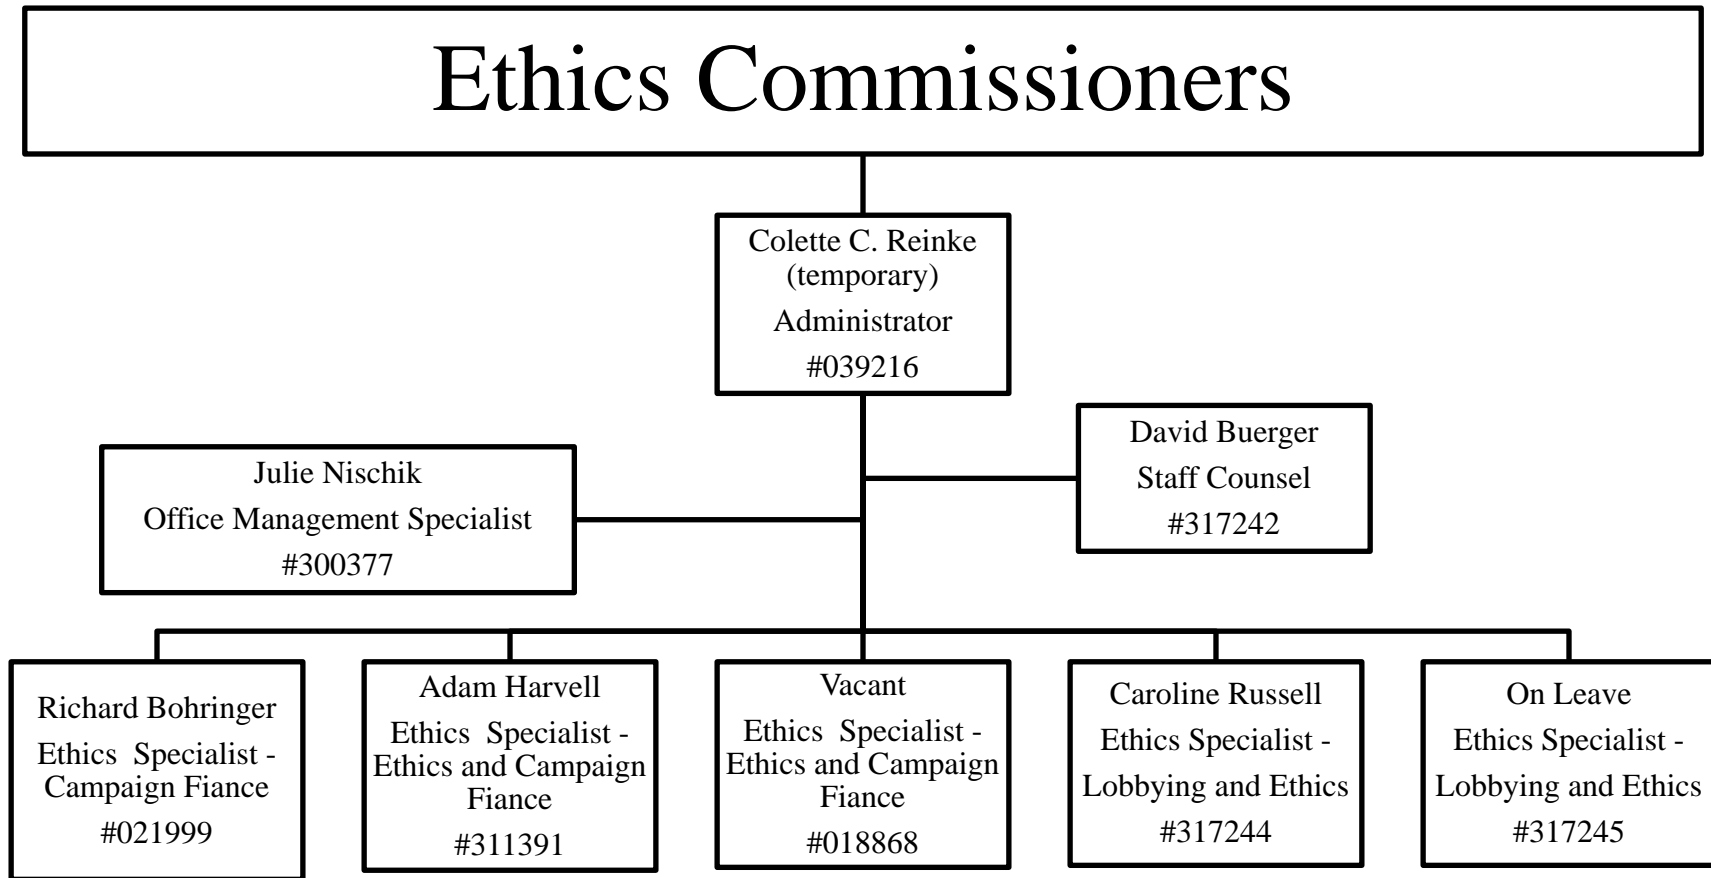 Ethics Commissioners
Colette C. Reinke
(temporary)
Administrator
#039216
David Buerger
Staff Counsel
#317242
Julie Nischik
Office Management Specialist
#300377
Richard Bohringer
Ethics  Specialist -
Campaign Fiance
#021999
Adam Harvell
Ethics  Specialist -
Ethics and Campaign
Fiance
#311391
Vacant
Ethics  Specialist -
Ethics and Campaign
Fiance
#018868
Caroline Russell
Ethics Specialist -
Lobbying and Ethics
#317244
On Leave
Ethics Specialist -
Lobbying and Ethics
#317245